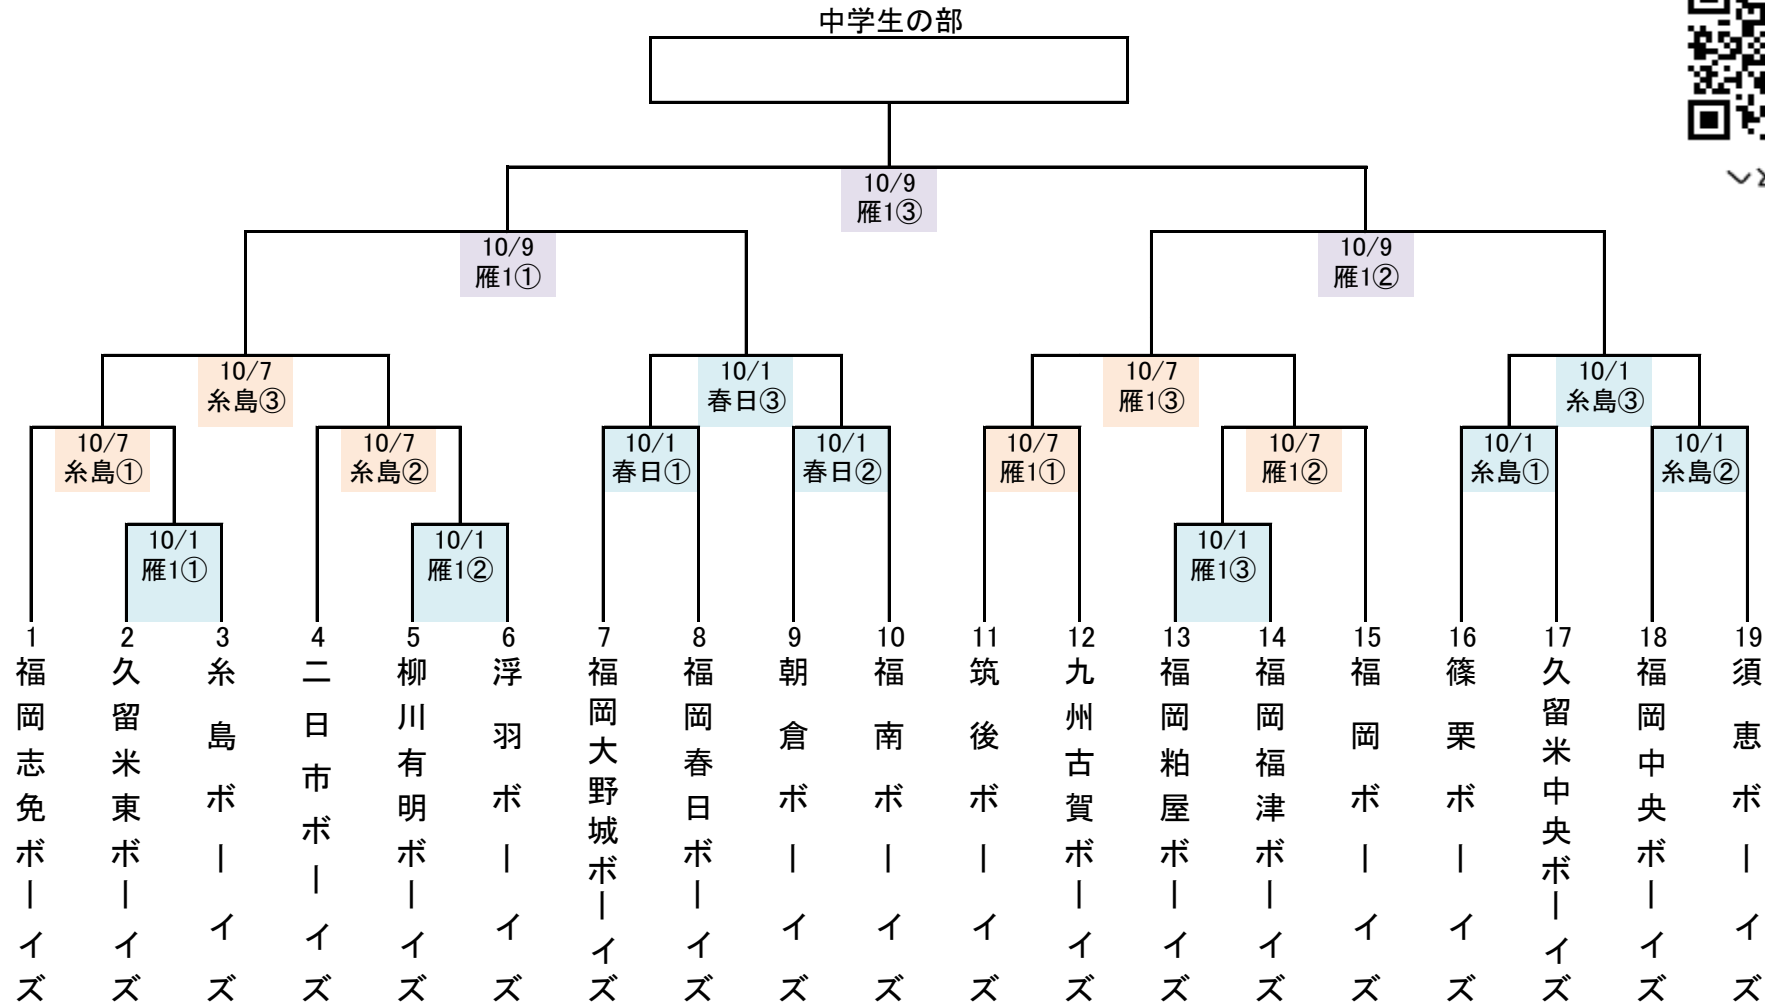 中学生の部
10/9
雁1③
10/9
雁1①
10/9
雁1②
10/7
糸島③
10/1
春日③
10/7
雁1③
10/1
糸島③
10/7
糸島①
10/7
糸島②
10/1
春日①
10/1
春日②
10/7
雁1①
10/7
雁1②
10/1
糸島①
10/1
糸島②
10/1
雁1①
10/1
雁1②
10/1
雁1③
1 2 3 4 5 6 7 8 9 10 11 12 13 14 15 16 17 18 19
福岡志免ボーイズ
久留米東ボーイズ
糸島ボーイズ
二日市ボーイズ
柳川有明ボーイズ
浮羽ボーイズ
福岡大野城ボーイズ
福岡春日ボーイズ
朝倉ボーイズ
福南ボーイズ
筑後ボーイズ
九州古賀ボーイズ
福岡粕屋ボーイズ
福岡福津ボーイズ
福岡ボーイズ
篠栗ボーイズ
久留米中央ボーイズ
福岡中央ボーイズ
須恵ボーイズ